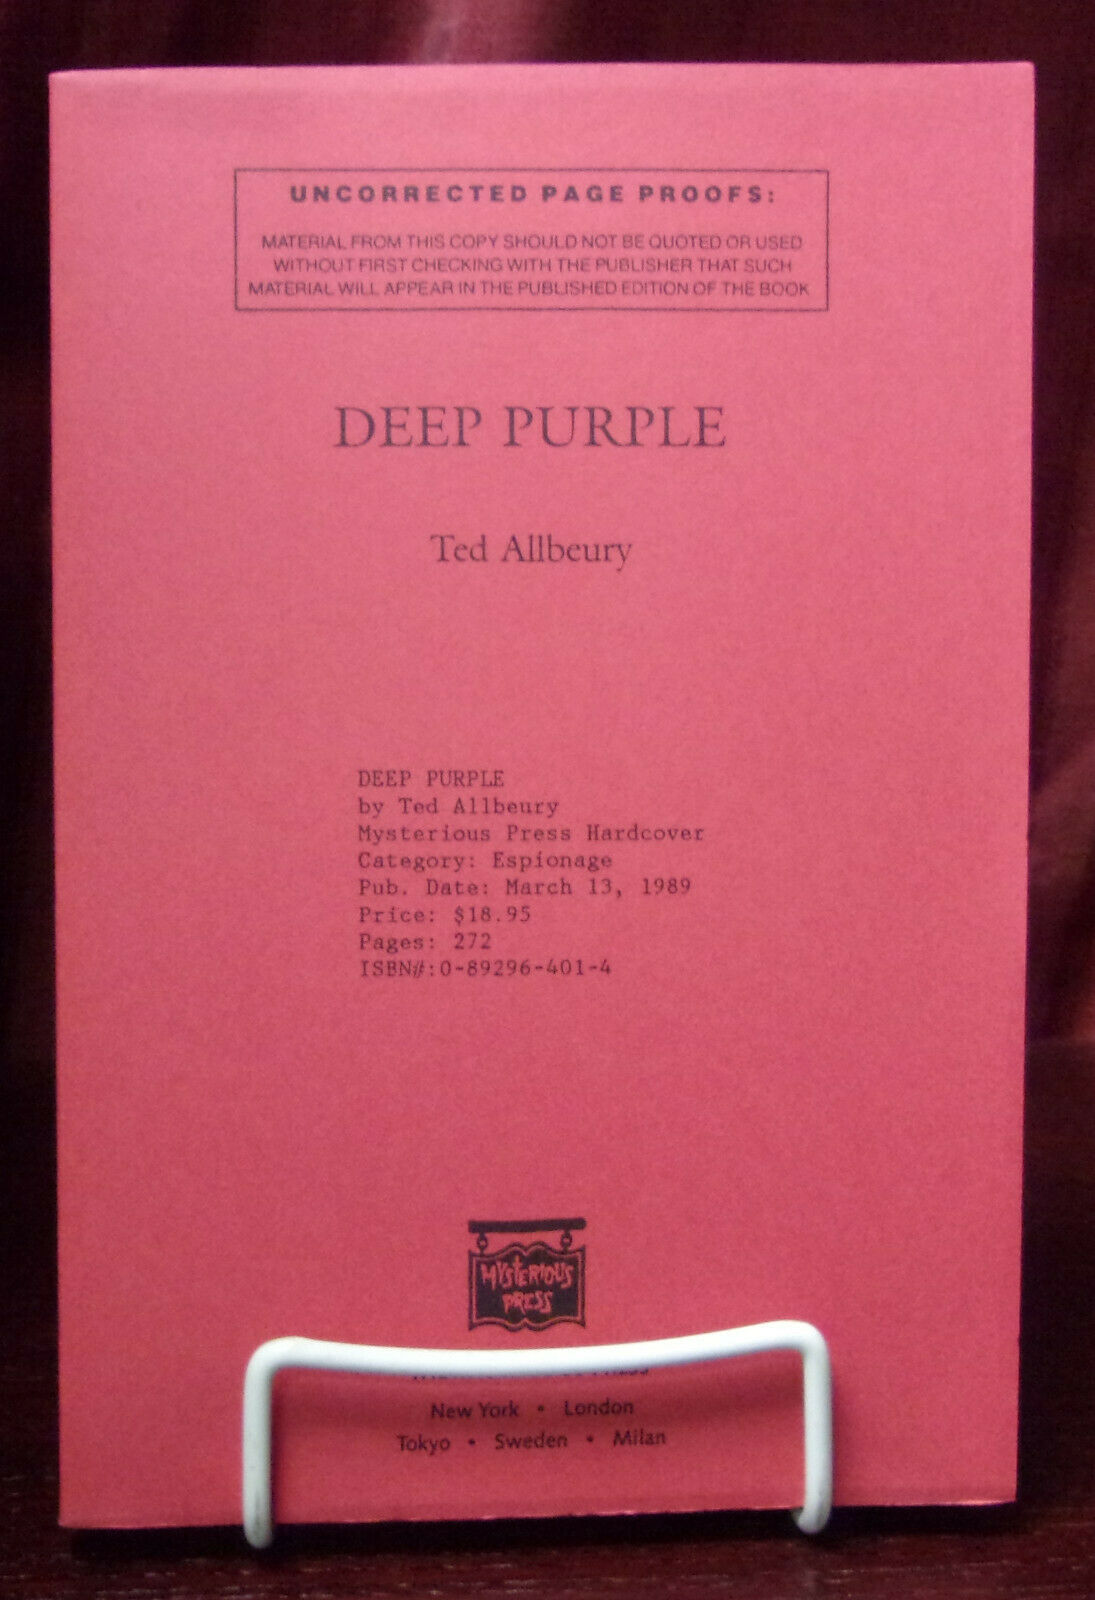 UNCORRECTED PAGE PROOFS:
MATERIAL FROM THIS COPY SHOULD NOT BE QUOTED OR USED
WITHOUT FIRST CHECKING WITH THE PUBLISHER THAT SUCH
MATERIAL WILL APPEAR IN THE PUBLISHED EDITION OF THE BOOK
DEEP PURPLE
Ted Allbeury
DEEP PURPLE
by Ted Allbeury
Mysterious Press Hardcover
Category: Espionage
Pub. Date: March 13, 1989
Price: $18.95
Pages: 272
ISBN#:0-89296-401-4
MYSTERIOUS
PRESS
New York • London
Tokyo • Sweden • Milan